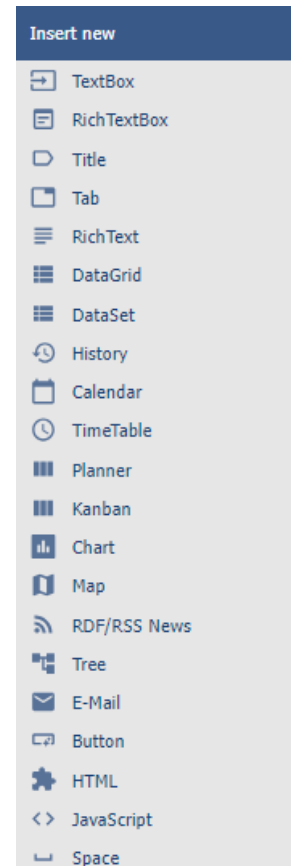 Insert new
TextBox
RichTextBox
Title
Tab
RichText
DataGrid
DataSet
History
Calendar
TimeTable
Planner
Kanban
Chart
Map
RDF/RSS News
Tree
E-Mail
Button
HTML
JavaScript
Space